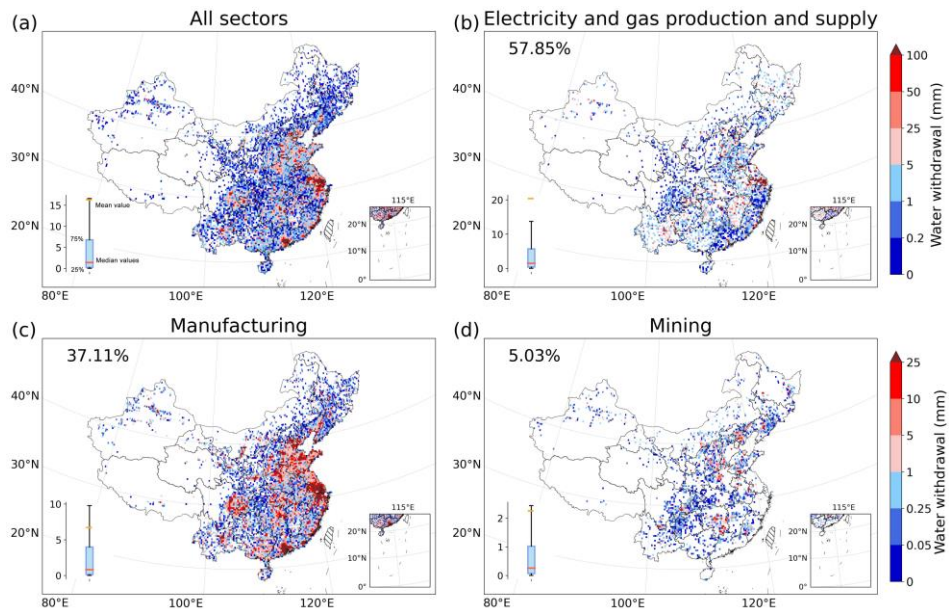 (a)
All sectors
40°N
30°N
20°N
15
10
5
0
Mean value
75%
Median values
25%
115°E
20°N
10°N
0°
80°E
100°E
120°E
(b)
Electricity and gas production and supply
57.85%
40°N
30°N
20°N
20
10
0
115°E
20°N
10°N
0°
80°E
100°E
120°E
100
50
25
5
1
0.2
0
Water withdrawal (mm)
(c)
Manufacturing
37.11%
40°N
30°N
20°N
10
5
0
115°E
20°N
10°N
0°
80°E
100°E
120°E
(d)
Mining
5.03%
40°N
30°N
20°N
2
1
0
115°E
20°N
10°N
0°
80°E
100°E
120°E
25
10
5
1
0.25
0.05
0
Water withdrawal (mm)